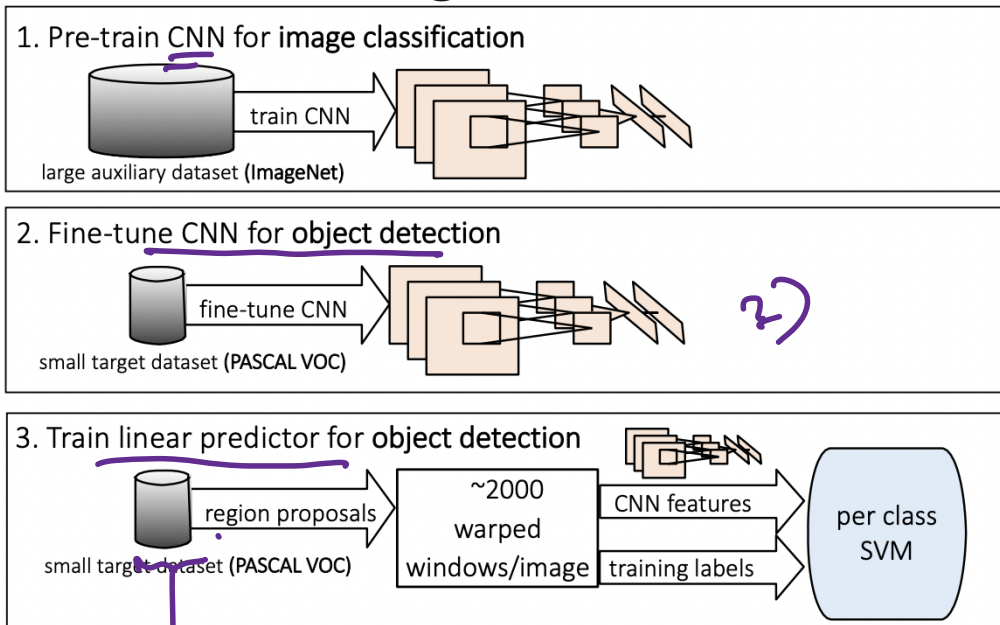 1. Pre-train CNN for image classification
train CNN
large auxiliary dataset (ImageNet)
2. Fine-tune CNN for object detection
fine-tune CNN
2)
small target dataset (PASCAL VOC)
3. Train linear predictor for object detection
region proposals
~2000
warped
windows/image
CNN features
training labels
per class
SVM
small target dataset (PASCAL VOC)